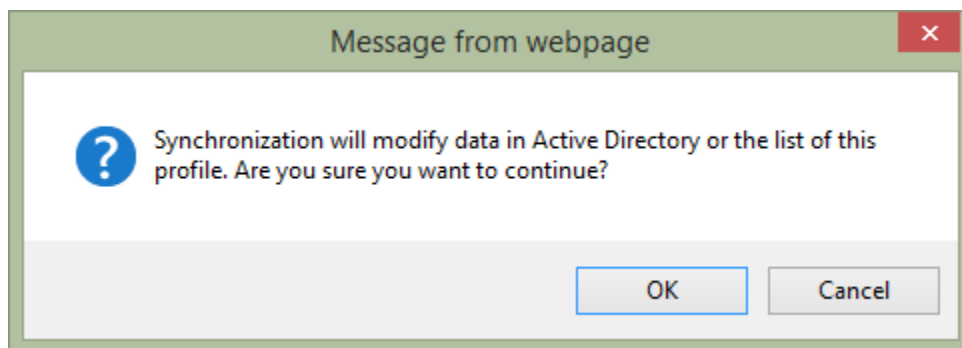 Message from webpage
Synchronization will modify data in Active Directory or the list of this
profile. Are you sure you want to continue?
OK
Cancel